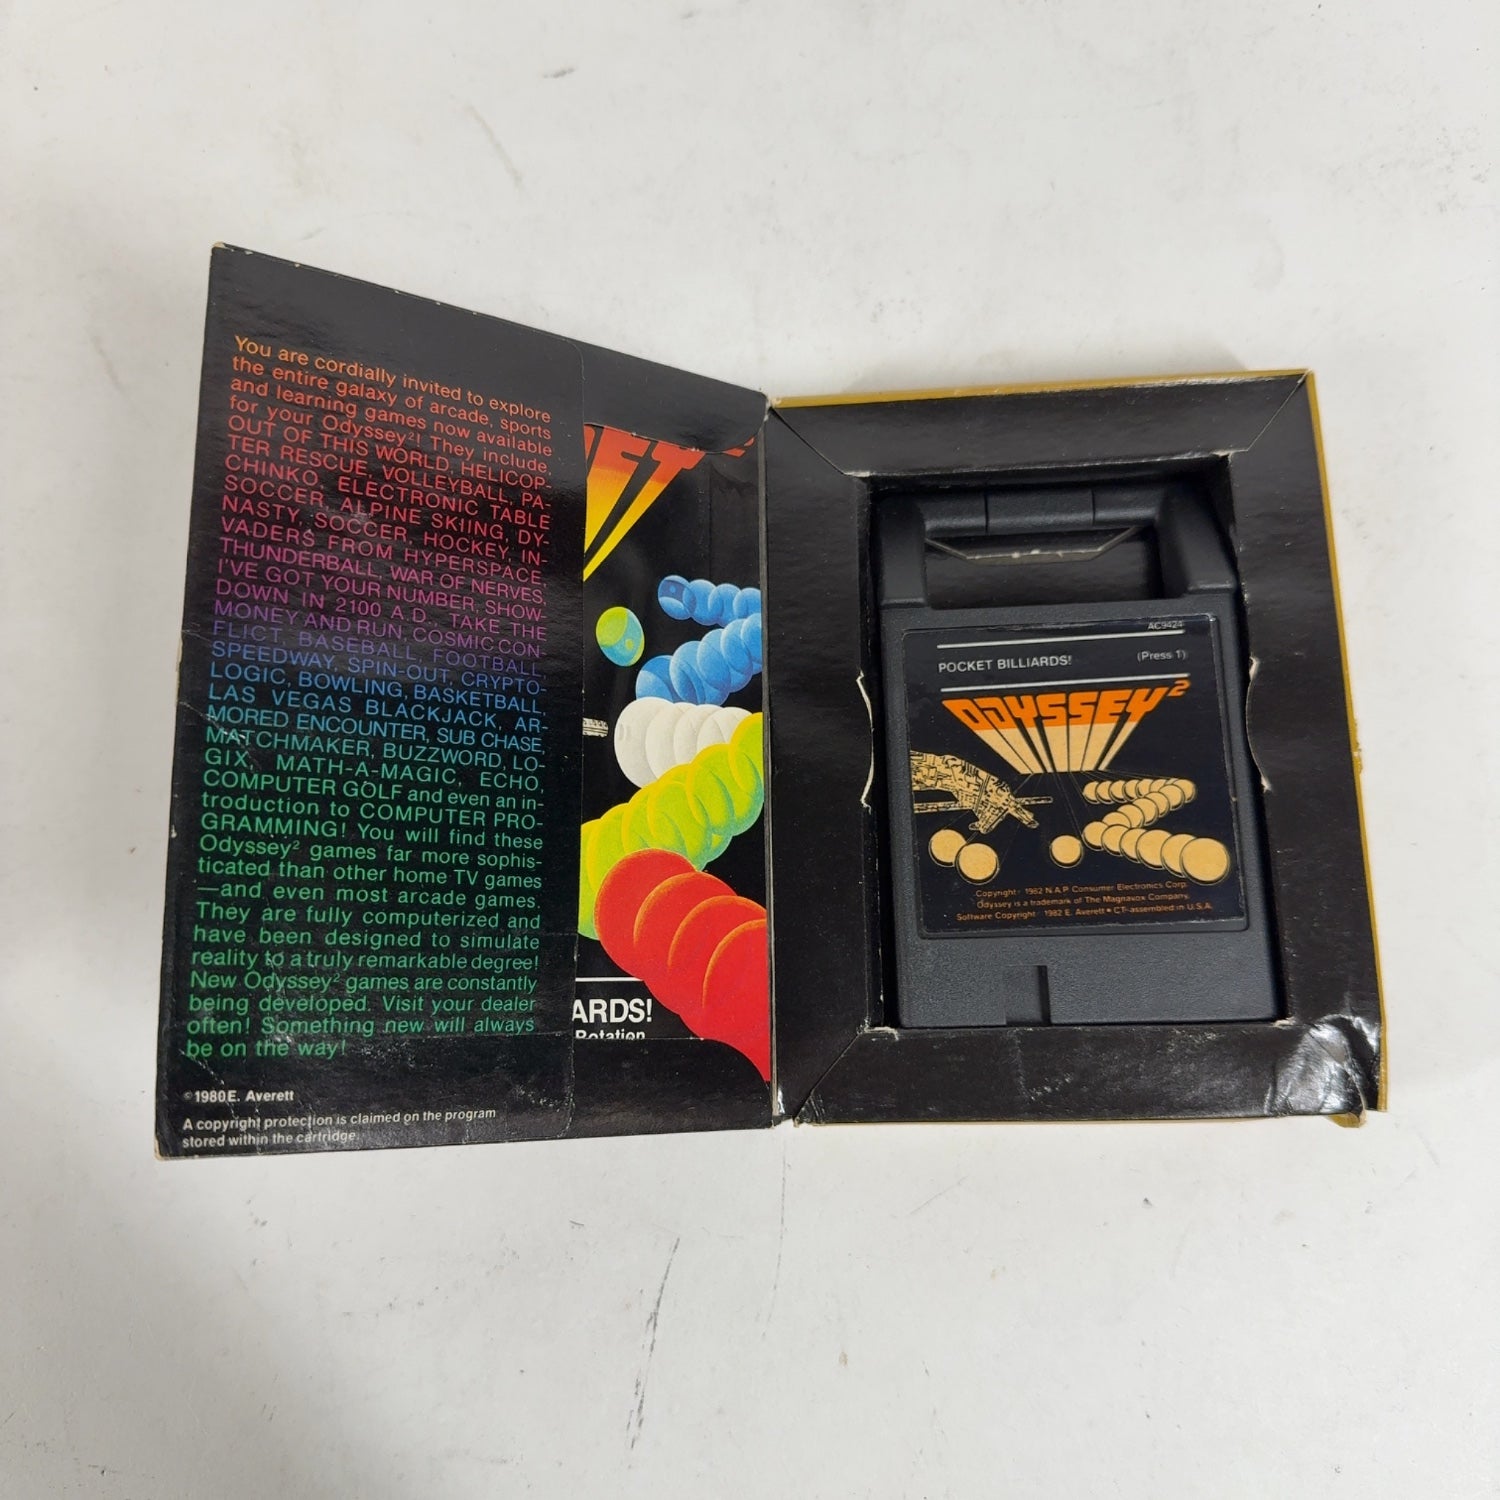 You are cordially invited to explore
the entire galaxy of arcade, sports
and learning games now available
for your Odyssey²! They include,
OUT OF THIS WORLD, HELICOP-
TER RESCUE, VOLLEYBALL, PA-
CHINKO, ELECTRONIC TABLE
SOCCER, ALPINE SKIING, DY-
NASTY, SOCCER, HOCKEY, IN-
VADERS FROM HYPERSPACE,
THUNDERBALL, WAR OF NERVES,
I'VE GOT YOUR NUMBER, SHOW-
DOWN IN 2100 A.D. TAKE THE
MONEY AND RUN, COSMIC CON-
FLICT, BASEBALL, FOOTBALL,
SPEEDWAY, SPIN-OUT, CRYPTO-
LOGIC, BOWLING, BASKETBALL,
LAS VEGAS BLACKJACK, AR-
MORED ENCOUNTER, SUB CHASE,
MATCHMAKER, BUZZWORD, LO-
GIX, MATH-A-MAGIC, ECHO,
COMPUTER GOLF and even an in-
troduction to COMPUTER PRO-
GRAMMING! You will find these
Odyssey² games far more sophis-
ticated than other home TV games
—and even most arcade games.
They are fully computerized and
have been designed to simulate
reality to a truly remarkable degree!
New Odyssey² games are constantly
being developed. Visit your dealer
often! Something new will always
be on the way!
©1980 E. Averett
A copyright protection is claimed on the program
stored within the cartridge.
ARDS!
Rotation
AC9424
POCKET BILLIARDS! (Press 1)
ODYSSEY²
Copyright 1982 N.A.P. Consumer Electronics Corp.
Odyssey is a trademark of The Magnavox Company.
Software Copyright 1982 E. Averett • CT-assembled in U.S.A.